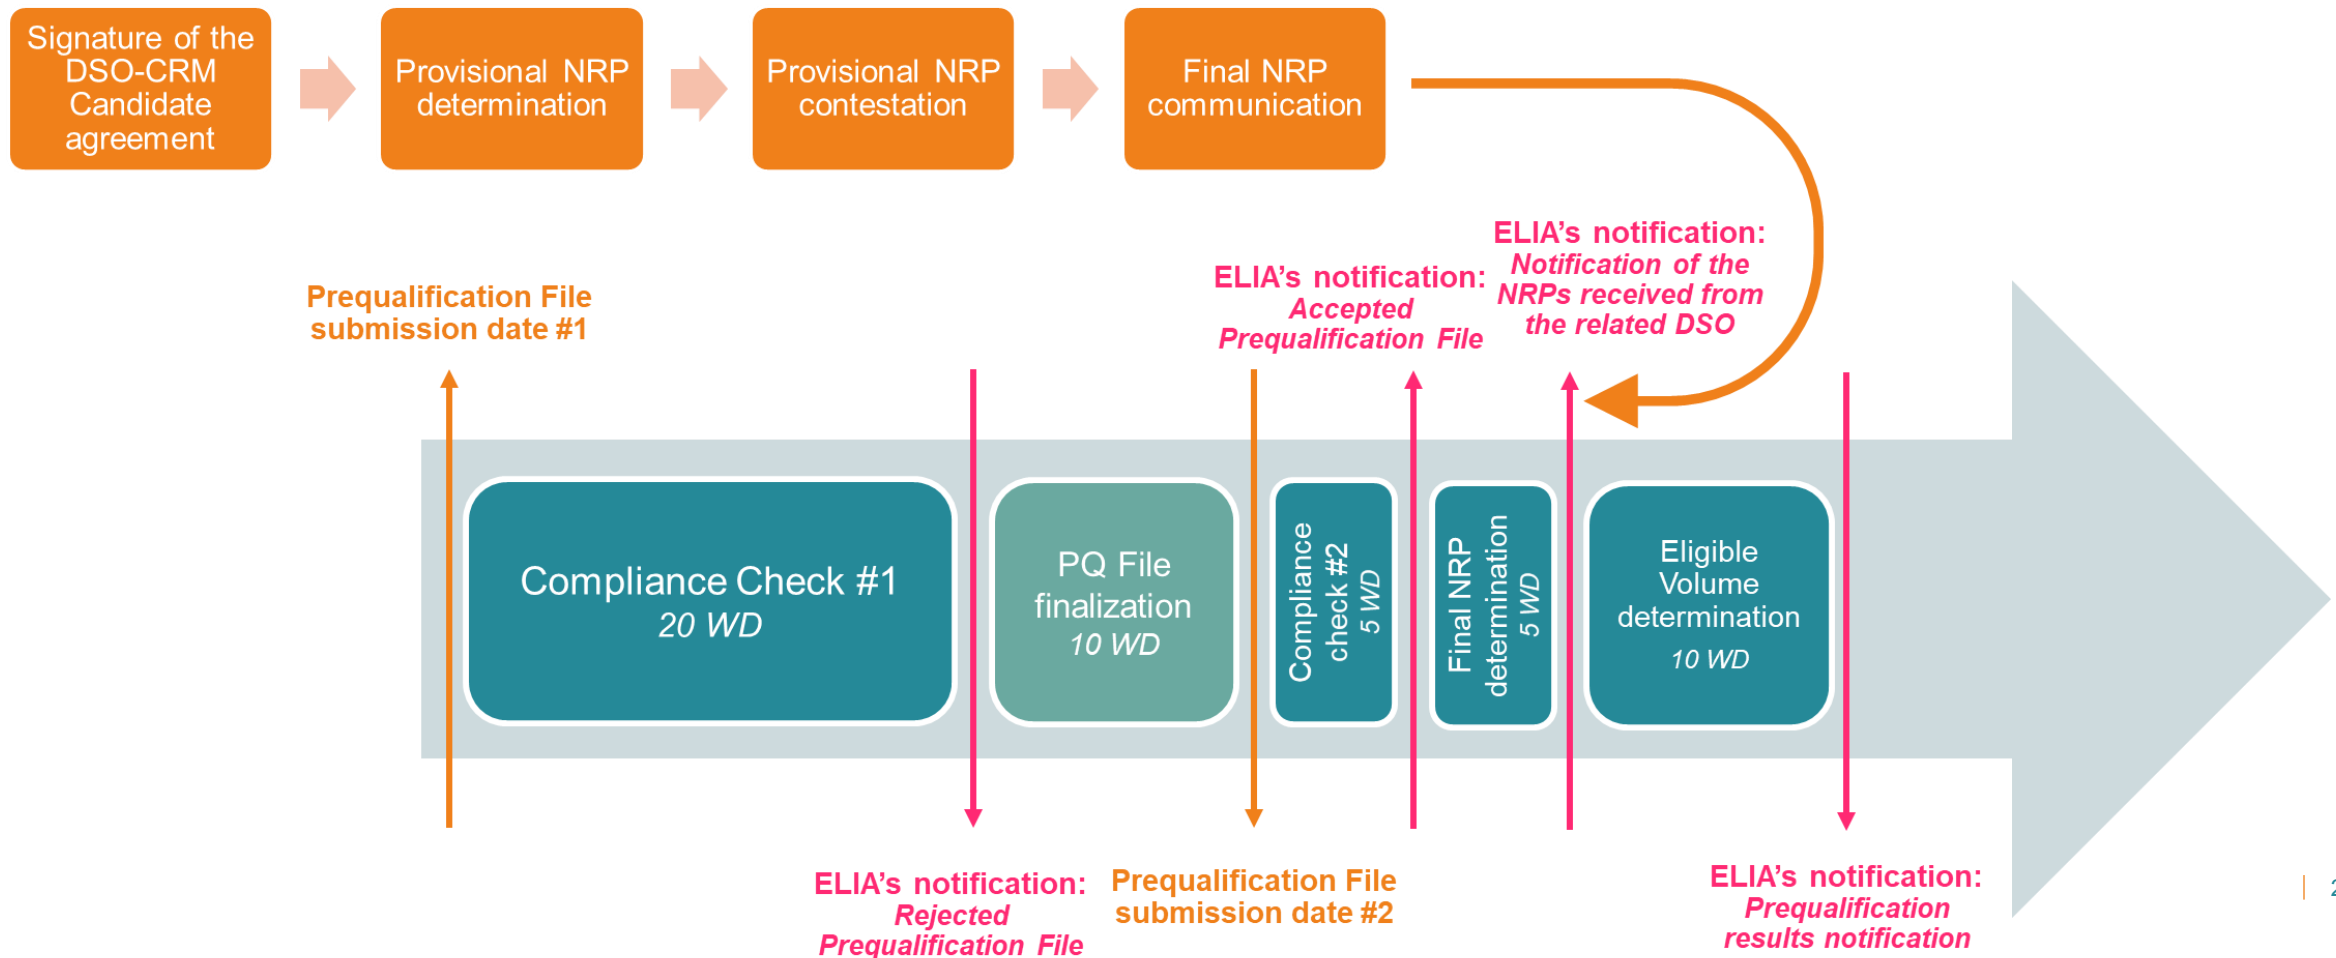 Signature of the
DSO-CRM
Candidate
agreement
Provisional NRP
determination
Provisional NRP
contestation
Final NRP
communication
ELIA's notification:
Notification of the
NRPs received from
the related DSO
ELIA's notification:
Accepted
Prequalification File
Prequalification File
submission date #1
Compliance Check #1
20 WD
PQ File
finalization
10 WD
Compliance
check #2
5 WD
Final NRP
determination
5 WD
Eligible
Volume
determination
10 WD
ELIA's notification:
Rejected
Prequalification File
Prequalification File
submission date #2
ELIA's notification:
Prequalification
results notification